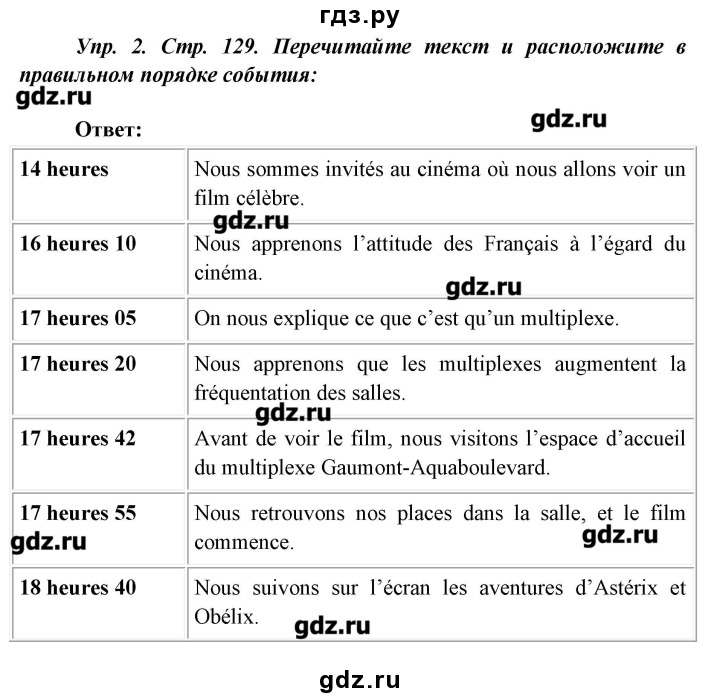 гдз.ру
Упр. 2. Стр. 129. Перечитайте текст и расположите в
правильном порядке события:
gdz.ru
gdz.ru
Ответ:
14 heures
Nous sommes invités au cinéma où nous allons voir un
film célèbre.
gdz.ru
16 heures 10
Nous apprenons l’attitude des Français à l’égard du
cinéma.
gdz.ru
17 heures 05
On nous explique ce que c’est qu’un multiplexe.
17 heures 20
Nous apprenons que les multiplexes augmentent la
fréquentation des salles.
gdz.ru
17 heures 42
Avant de voir le film, nous visitons l’espace d’accueil
du multiplexe Gaumont-Aquaboulevard.
17 heures 55
Nous retrouvons nos places dans la salle, et le film
commence.
gdz.ru
gdz.ru
18 heures 40
Nous suivons sur l’écran les aventures d’Astérix et
Obélix.
gdz.ru
gdz.ru